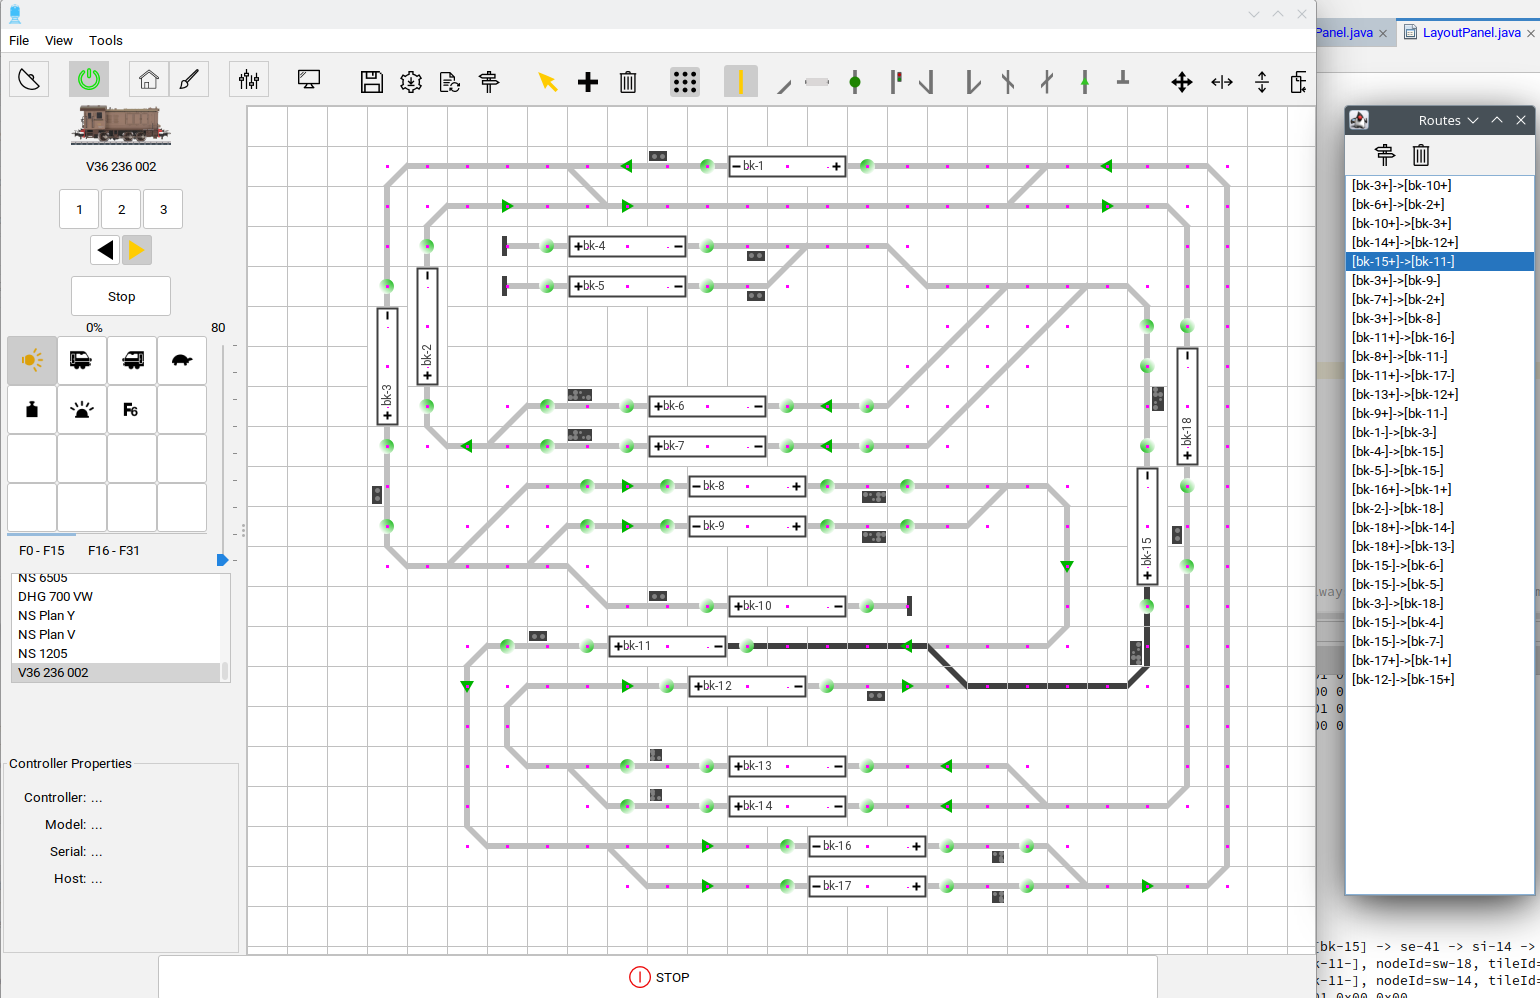 File View Tools
Panel.java
LayoutPanel.java
V36 236 002
1 2 3
Stop
0% 80
F6
F0 - F15 F16 - F31
NS 6505
DHG 700 VW
NS Plan Y
NS Plan V
NS 1205
V36 236 002
Controller Properties
Controller: ...
Model: ...
Serial: ...
Host: ...
- bk-1 +
+bk-4 -
+bk-5 -
- + bk-2
- + bk-3
+bk-6 -
+bk-7 -
- bk-8 +
- bk-9 +
+bk-10 -
+bk-11 -
+bk-12 -
+bk-13 -
+bk-14 -
- + bk-15
- bk-16 +
- bk-17 +
- + bk-18
STOP
Routes
[bk-3+]->[bk-10+]
[bk-6+]->[bk-2+]
[bk-10+]->[bk-3+]
[bk-14+]->[bk-12+]
[bk-15+]->[bk-11-]
[bk-3+]->[bk-9-]
[bk-7+]->[bk-2+]
[bk-3+]->[bk-8-]
[bk-11+]->[bk-16-]
[bk-8+]->[bk-11-]
[bk-11+]->[bk-17-]
[bk-13+]->[bk-12+]
[bk-9+]->[bk-11-]
[bk-1-]->[bk-3-]
[bk-4-]->[bk-15-]
[bk-5-]->[bk-15-]
[bk-16+]->[bk-1+]
[bk-2-]->[bk-18-]
[bk-18+]->[bk-14-]
[bk-18+]->[bk-13-]
[bk-15-]->[bk-6-]
[bk-15-]->[bk-5-]
[bk-3-]->[bk-18-]
[bk-15-]->[bk-4-]
[bk-15-]->[bk-7-]
[bk-17+]->[bk-1+]
[bk-12-]->[bk-15+]
[bk-15] -> se-41 -> si-14 ->
k-11-], nodeId=sw-18, tileId=
k-11-], nodeId=sw-14, tileId=